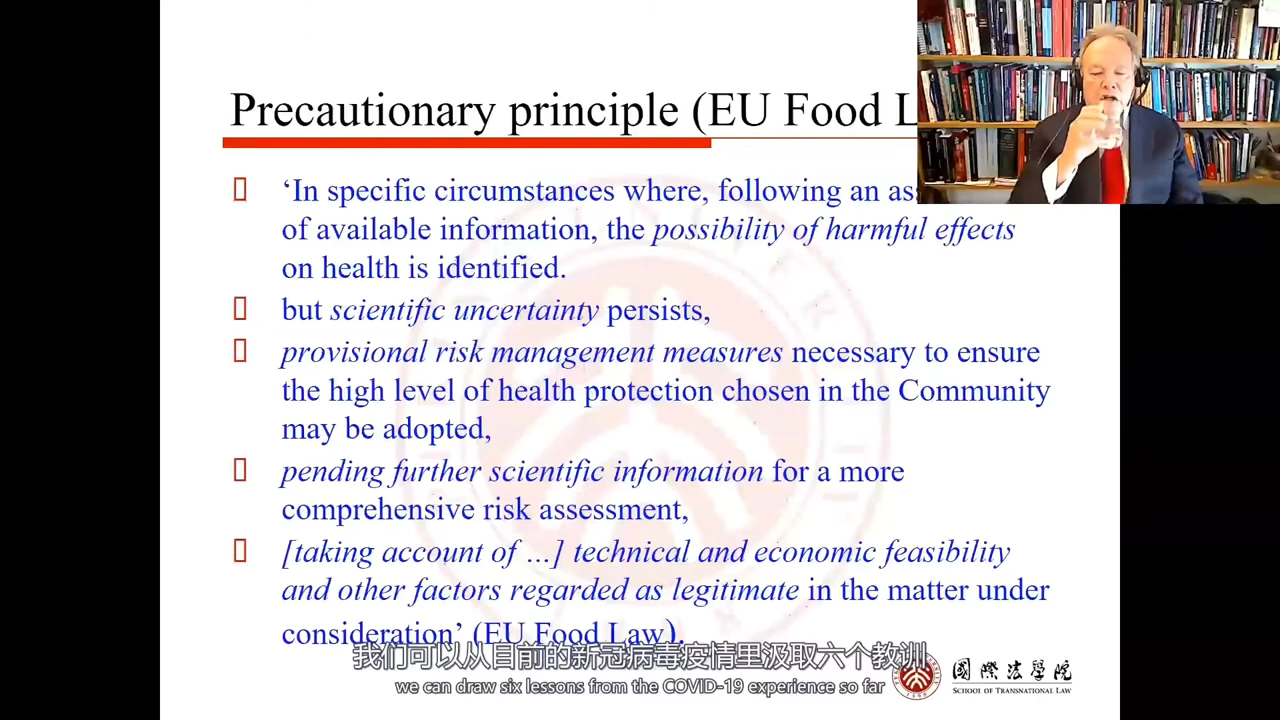 Precautionary principle (EU Food L
‘In specific circumstances where, following an ass
of available information, the possibility of harmful effects
on health is identified.
but scientific uncertainty persists,
provisional risk management measures necessary to ensure
the high level of health protection chosen in the Community
may be adopted,
pending further scientific information for a more
comprehensive risk assessment,
[taking account of ...] technical and economic feasibility
and other factors regarded as legitimate in the matter under
consideration’ (EU Food Law).
我们可以从目前的新冠病毒疫情里汲取六个教训
we can draw six lessons from the COVID-19 experience so far
國際法學院
SCHOOL OF TRANSNATIONAL LAW